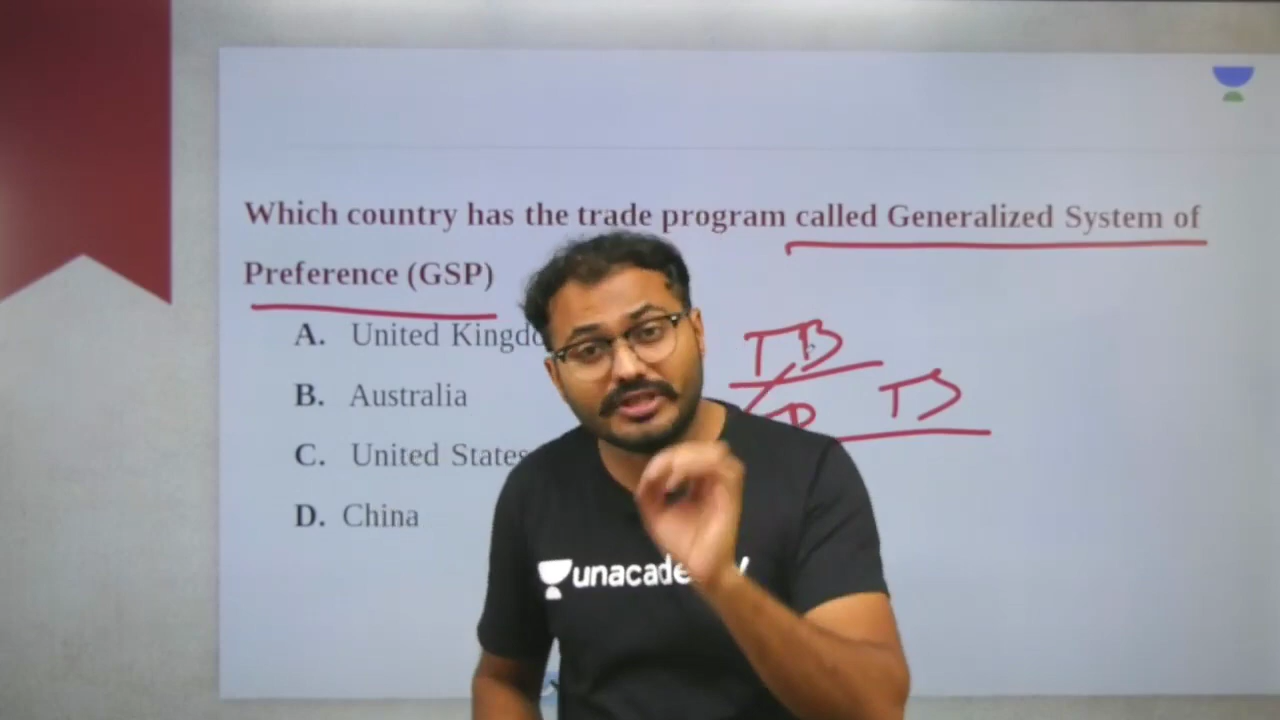 Which country has the trade program called Generalized System of
Preference (GSP)
A. United Kingdo
B. Australia
C. United States
D. China
TB
TS
unacade